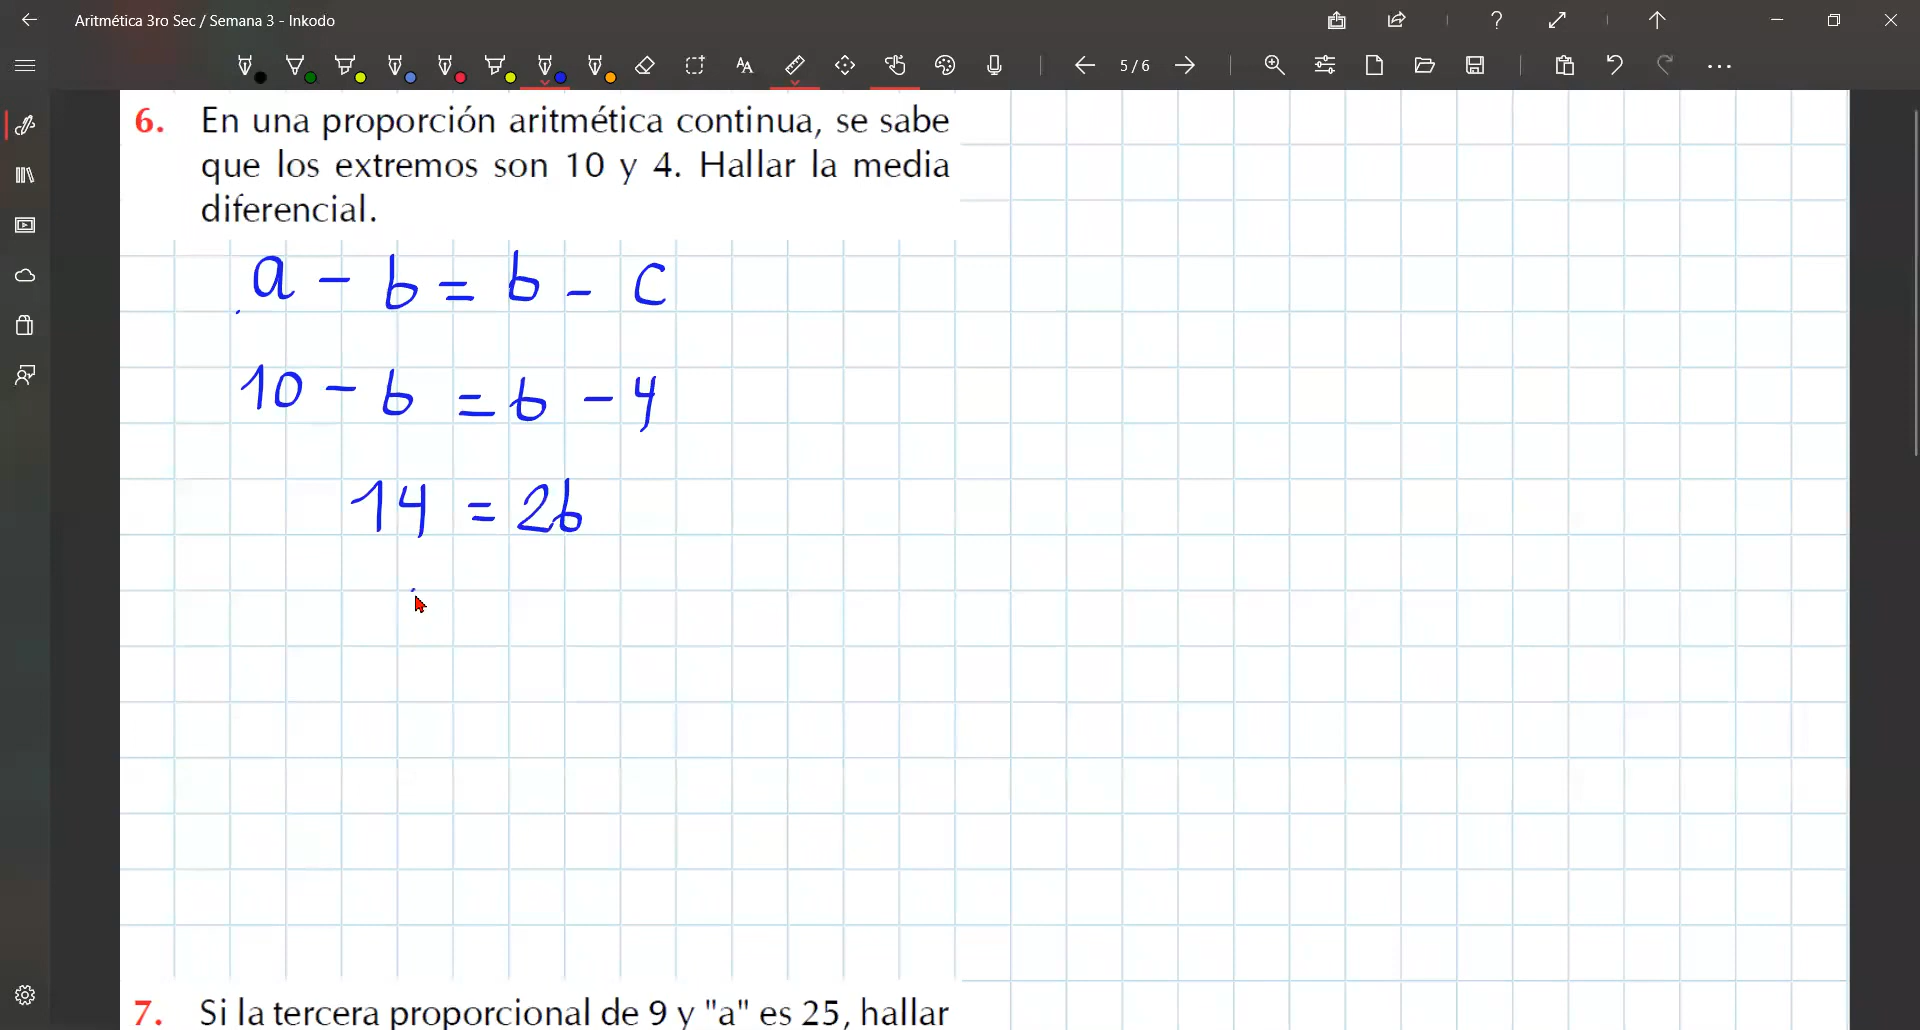 Aritmética 3ro Sec / Semana 3 - Inkodo
5 / 6
6. En una proporción aritmética continua, se sabe
que los extremos son 10 y 4. Hallar la media
diferencial.
a - b = b - c
10 - b = b - 4
14 = 2b
7. Si la tercera proporcional de 9 y "a" es 25, hallar